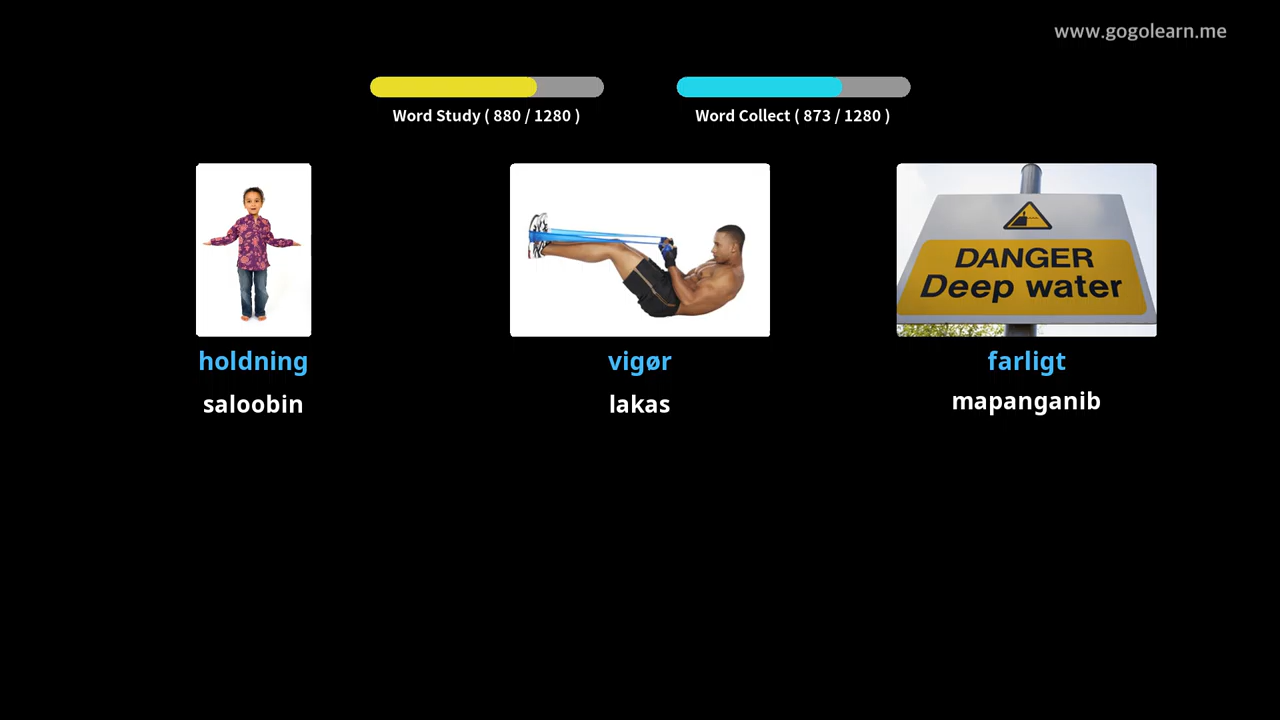 www.gogolearn.me
Word Study ( 880 / 1280 )
Word Collect ( 873 / 1280 )
DANGER
Deep water
holdning
vigør
farligt
saloobin
lakas
mapanganib